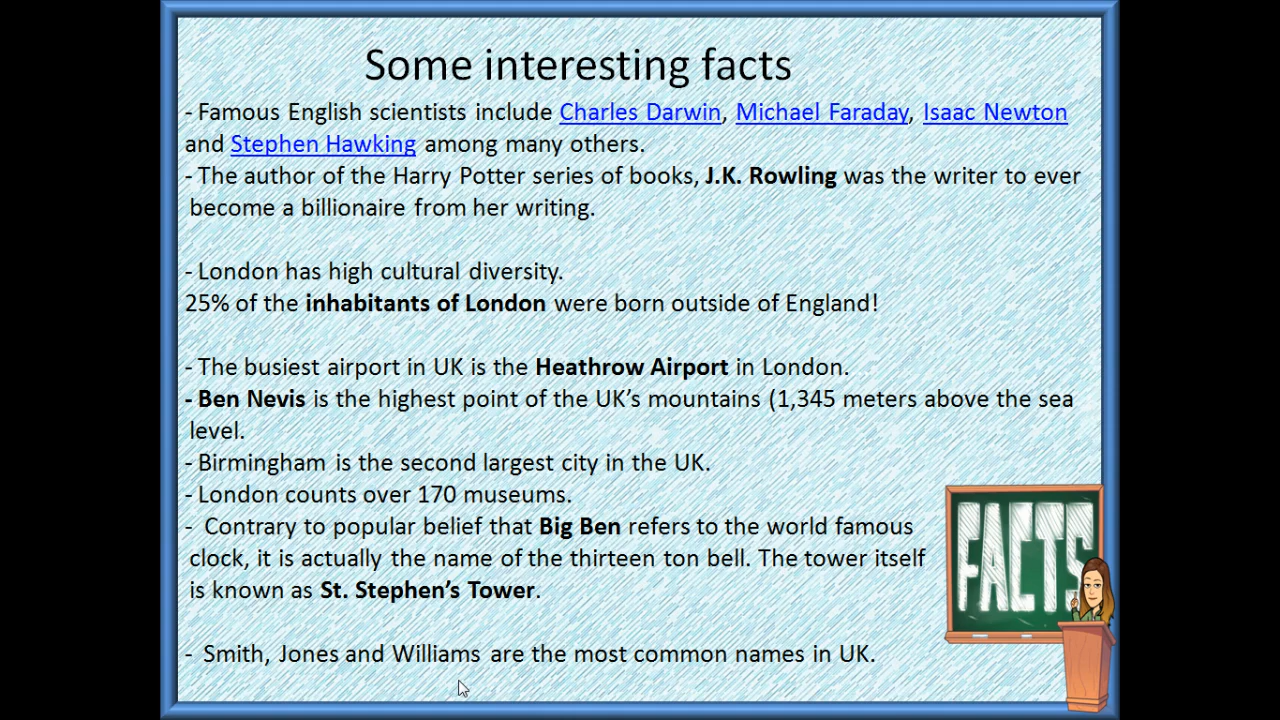 Some interesting facts
- Famous English scientists include Charles Darwin, Michael Faraday, Isaac Newton
and Stephen Hawking among many others.
- The author of the Harry Potter series of books, J.K. Rowling was the writer to ever
become a billionaire from her writing.
- London has high cultural diversity.
25% of the inhabitants of London were born outside of England!
- The busiest airport in UK is the Heathrow Airport in London.
- Ben Nevis is the highest point of the UK’s mountains (1,345 meters above the sea
level.
- Birmingham is the second largest city in the UK.
- London counts over 170 museums.
- Contrary to popular belief that Big Ben refers to the world famous
clock, it is actually the name of the thirteen ton bell. The tower itself
is known as St. Stephen’s Tower.
- Smith, Jones and Williams are the most common names in UK.
FACTS